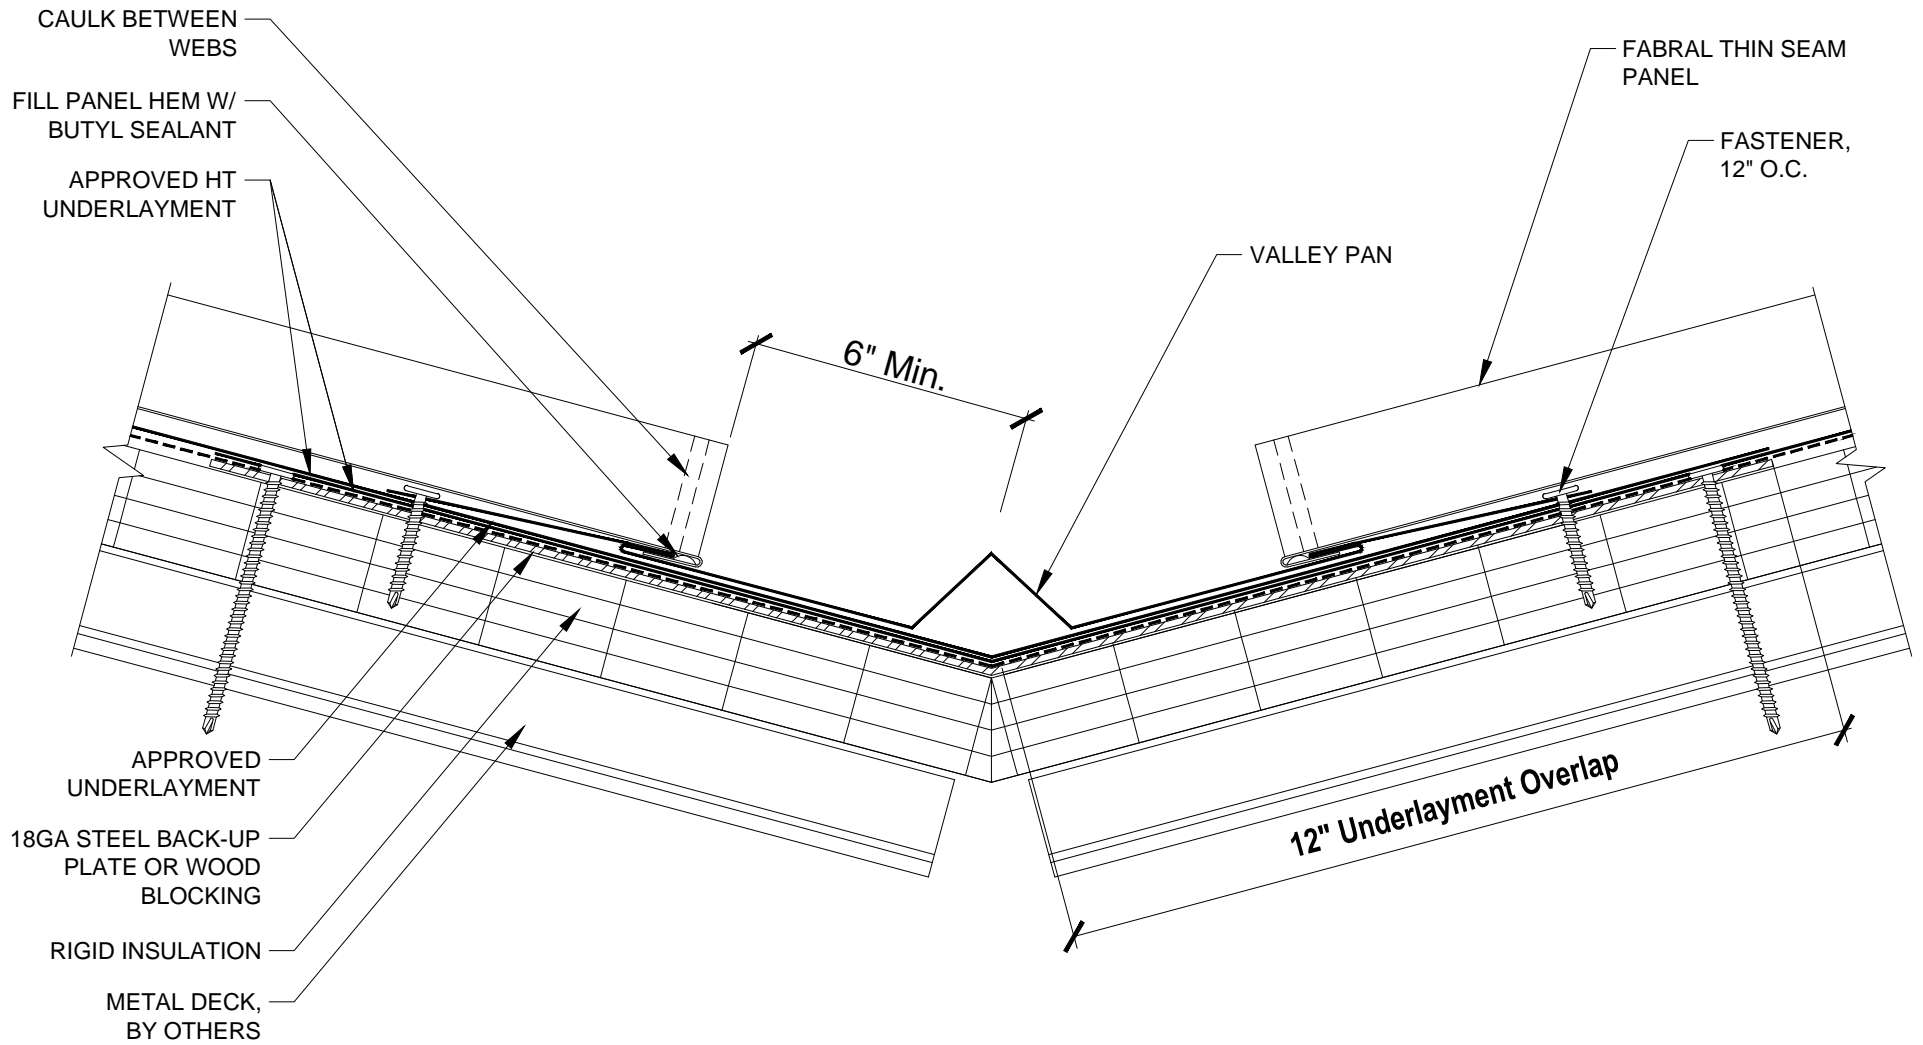 CAULK BETWEEN
WEBS
FILL PANEL HEM W/
BUTYL SEALANT
APPROVED HT
UNDERLAYMENT
FABRAL THIN SEAM
PANEL
FASTENER,
12" O.C.
VALLEY PAN
6" Min.
APPROVED
UNDERLAYMENT
18GA STEEL BACK-UP
PLATE OR WOOD
BLOCKING
RIGID INSULATION
METAL DECK,
BY OTHERS
12" Underlayment Overlap